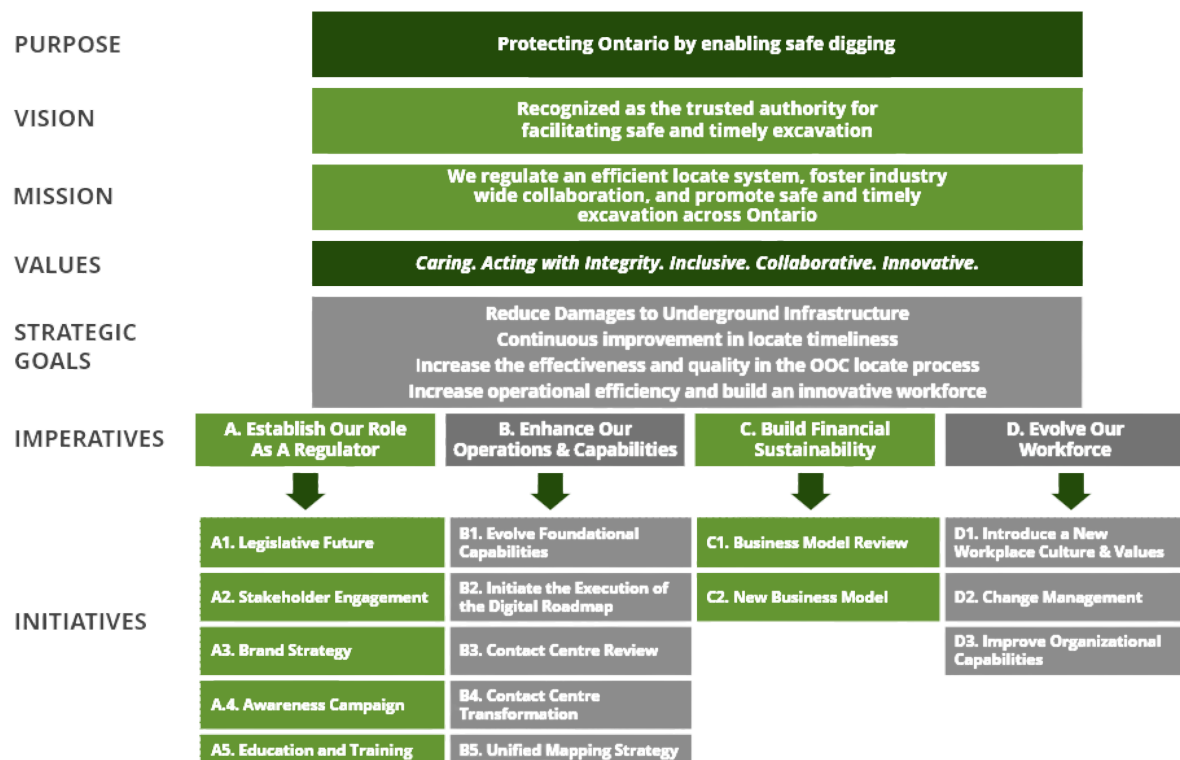 PURPOSE
Protecting Ontario by enabling safe digging
VISION
Recognized as the trusted authority for
facilitating safe and timely excavation
MISSION
We regulate an efficient locate system, foster industry
wide collaboration, and promote safe and timely
excavation across Ontario
VALUES
Caring. Acting with Integrity. Inclusive. Collaborative. Innovative.
STRATEGIC
GOALS
Reduce Damages to Underground Infrastructure
Continuous improvement in locate timeliness
Increase the effectiveness and quality in the OOC locate process
Increase operational efficiency and build an innovative workforce
IMPERATIVES
A. Establish Our Role
As A Regulator
B. Enhance Our
Operations & Capabilities
C. Build Financial
Sustainability
D. Evolve Our
Workforce
INITIATIVES
A1. Legislative Future
A2. Stakeholder Engagement
A3. Brand Strategy
A.4. Awareness Campaign
A5. Education and Training
B1. Evolve Foundational
Capabilities
B2. Initiate the Execution of
the Digital Roadmap
B3. Contact Centre Review
B4. Contact Centre
Transformation
B5. Unified Mapping Strategy
C1. Business Model Review
C2. New Business Model
D1. Introduce a New
Workplace Culture & Values
D2. Change Management
D3. Improve Organizational
Capabilities